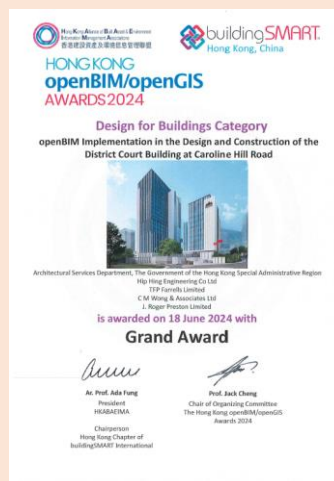 Hong Kong Alliance of Built Asset & Environment
Information Management Associations
香港建設資產及環境信息管理聯盟
buildingSMART
Hong Kong, China
HONG KONG
openBIM/openGIS
AWARDS2024
Design for Buildings Category
openBIM Implementation in the Design and Construction of the
District Court Building at Caroline Hill Road
Architectural Services Department, The Government of the Hong Kong Special Administrative Region
Hip Hing Engineering Co Ltd
TFP Farrells Limited
C M Wong & Associates Ltd
J. Roger Preston Limited
is awarded on 18 June 2024 with
Grand Award
Ar. Prof. Ada Fung
President
HKABAEIMA
Chairperson
Hong Kong Chapter of
buildingSMART International
Prof. Jack Cheng
Chair of Organizing Committee
The Hong Kong openBIM/openGIS
Awards 2024